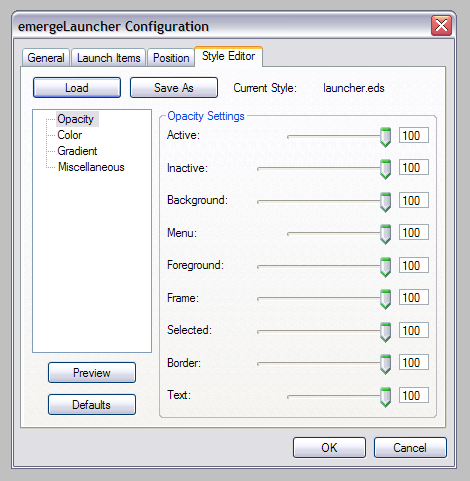 emergeLauncher Configuration
General Launch Items Position Style Editor
Load Save As Current Style: launcher.eds
Opacity
Color
Gradient
Miscellaneous
Preview
Defaults
Opacity Settings
Active: 100
Inactive: 100
Background: 100
Menu: 100
Foreground: 100
Frame: 100
Selected: 100
Border: 100
Text: 100
OK Cancel